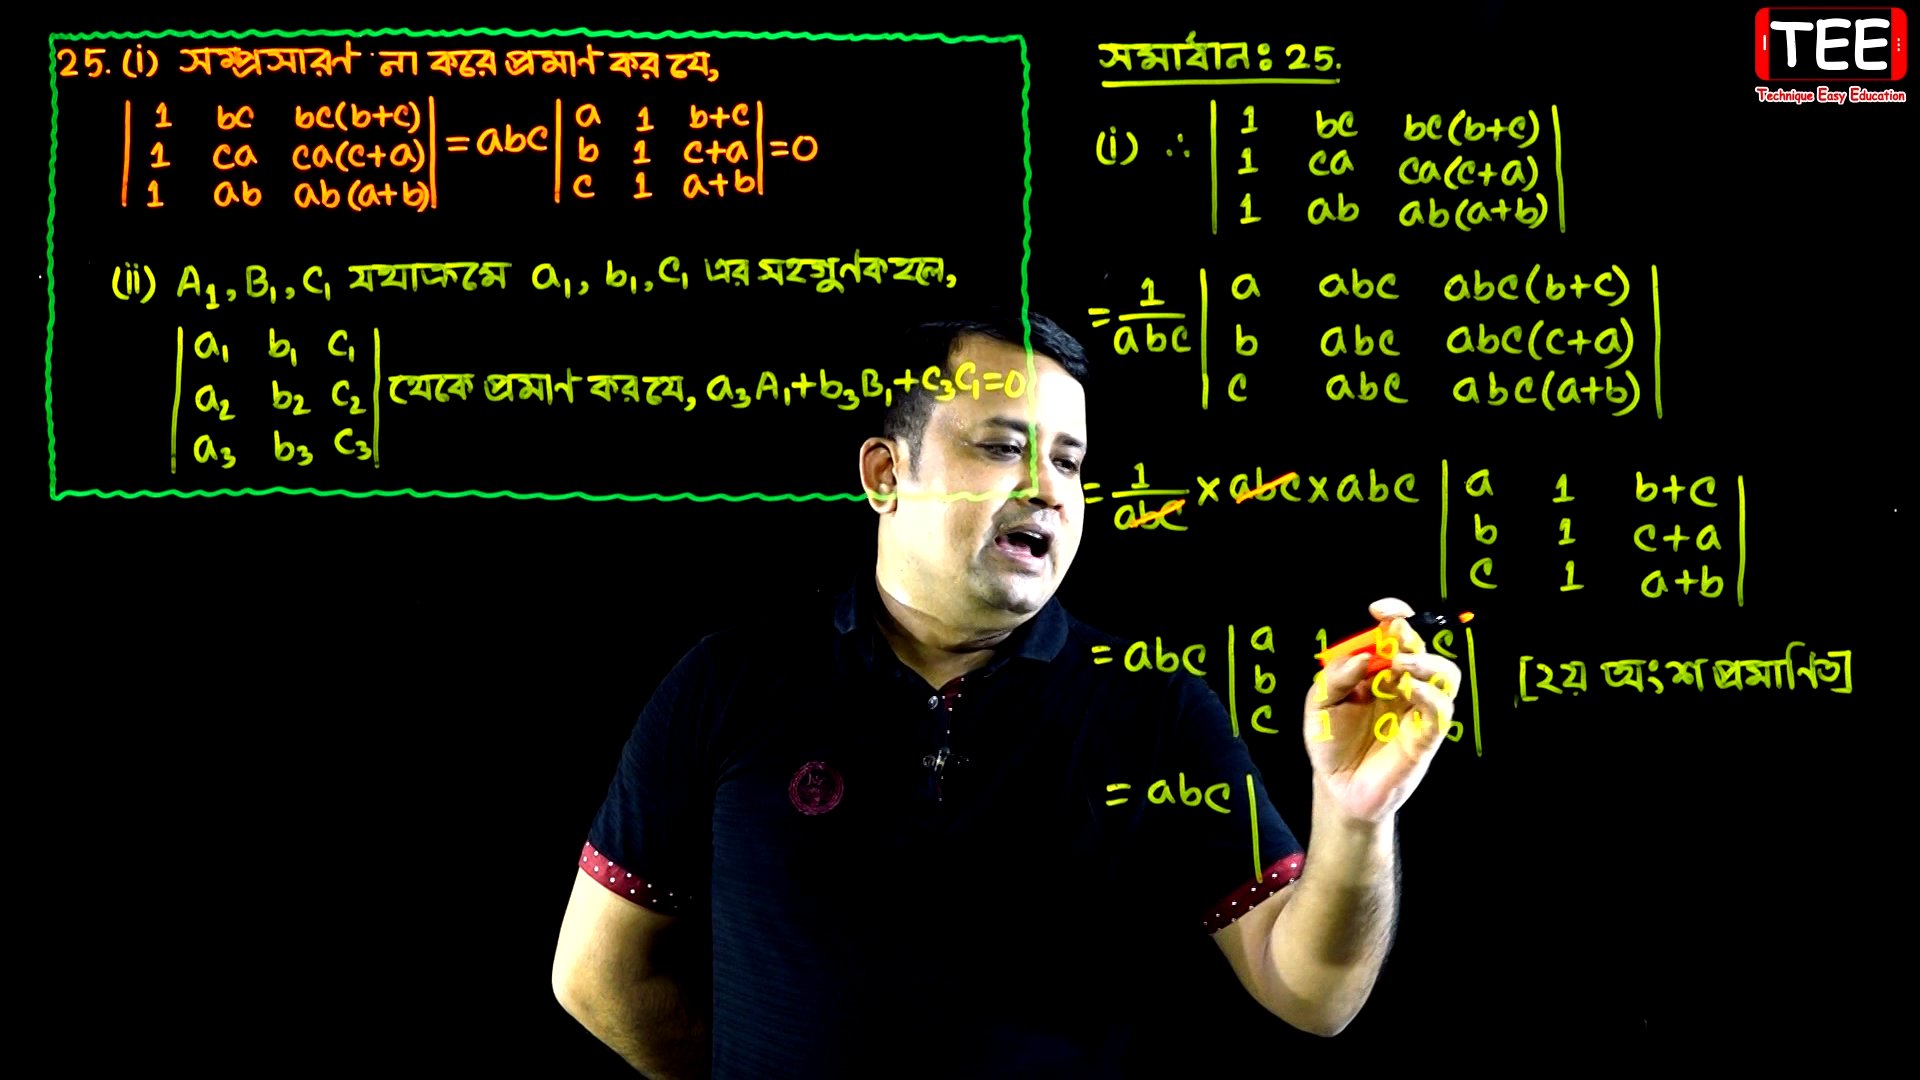 25. (i) সম্প্রসারণ না করে প্রমাণ কর যে,
| 1 bc bc(b+c) |
| 1 ca ca(c+a) | = abc | a 1 b+c |
| 1 ab ab(a+b) | | b 1 c+a | = 0
| c 1 a+b |
(ii) A₁, B₁, C₁ যথাক্রমে a₁, b₁, c₁ এর সহগুণক হলে,
| a₁ b₁ c₁ |
| a₂ b₂ c₂ | থেকে প্রমাণ কর যে, a₃A₁+b₃B₁+c₃C₁=0
| a₃ b₃ c₃ |
সমাধান: 25.
(i) ∴ | 1 bc bc(b+c) |
| 1 ca ca(c+a) |
| 1 ab ab(a+b) |
= 1/abc | a abc abc(b+c) |
| b abc abc(c+a) |
| c abc abc(a+b) |
= 1/abc × abc × abc | a 1 b+c |
| b 1 c+a |
| c 1 a+b |
= abc | a 1 b+c |
| b 1 c+a | [২য় অংশ প্রমাণিত]
| c 1 a+b |
= abc |
TEE
Technique Easy Education